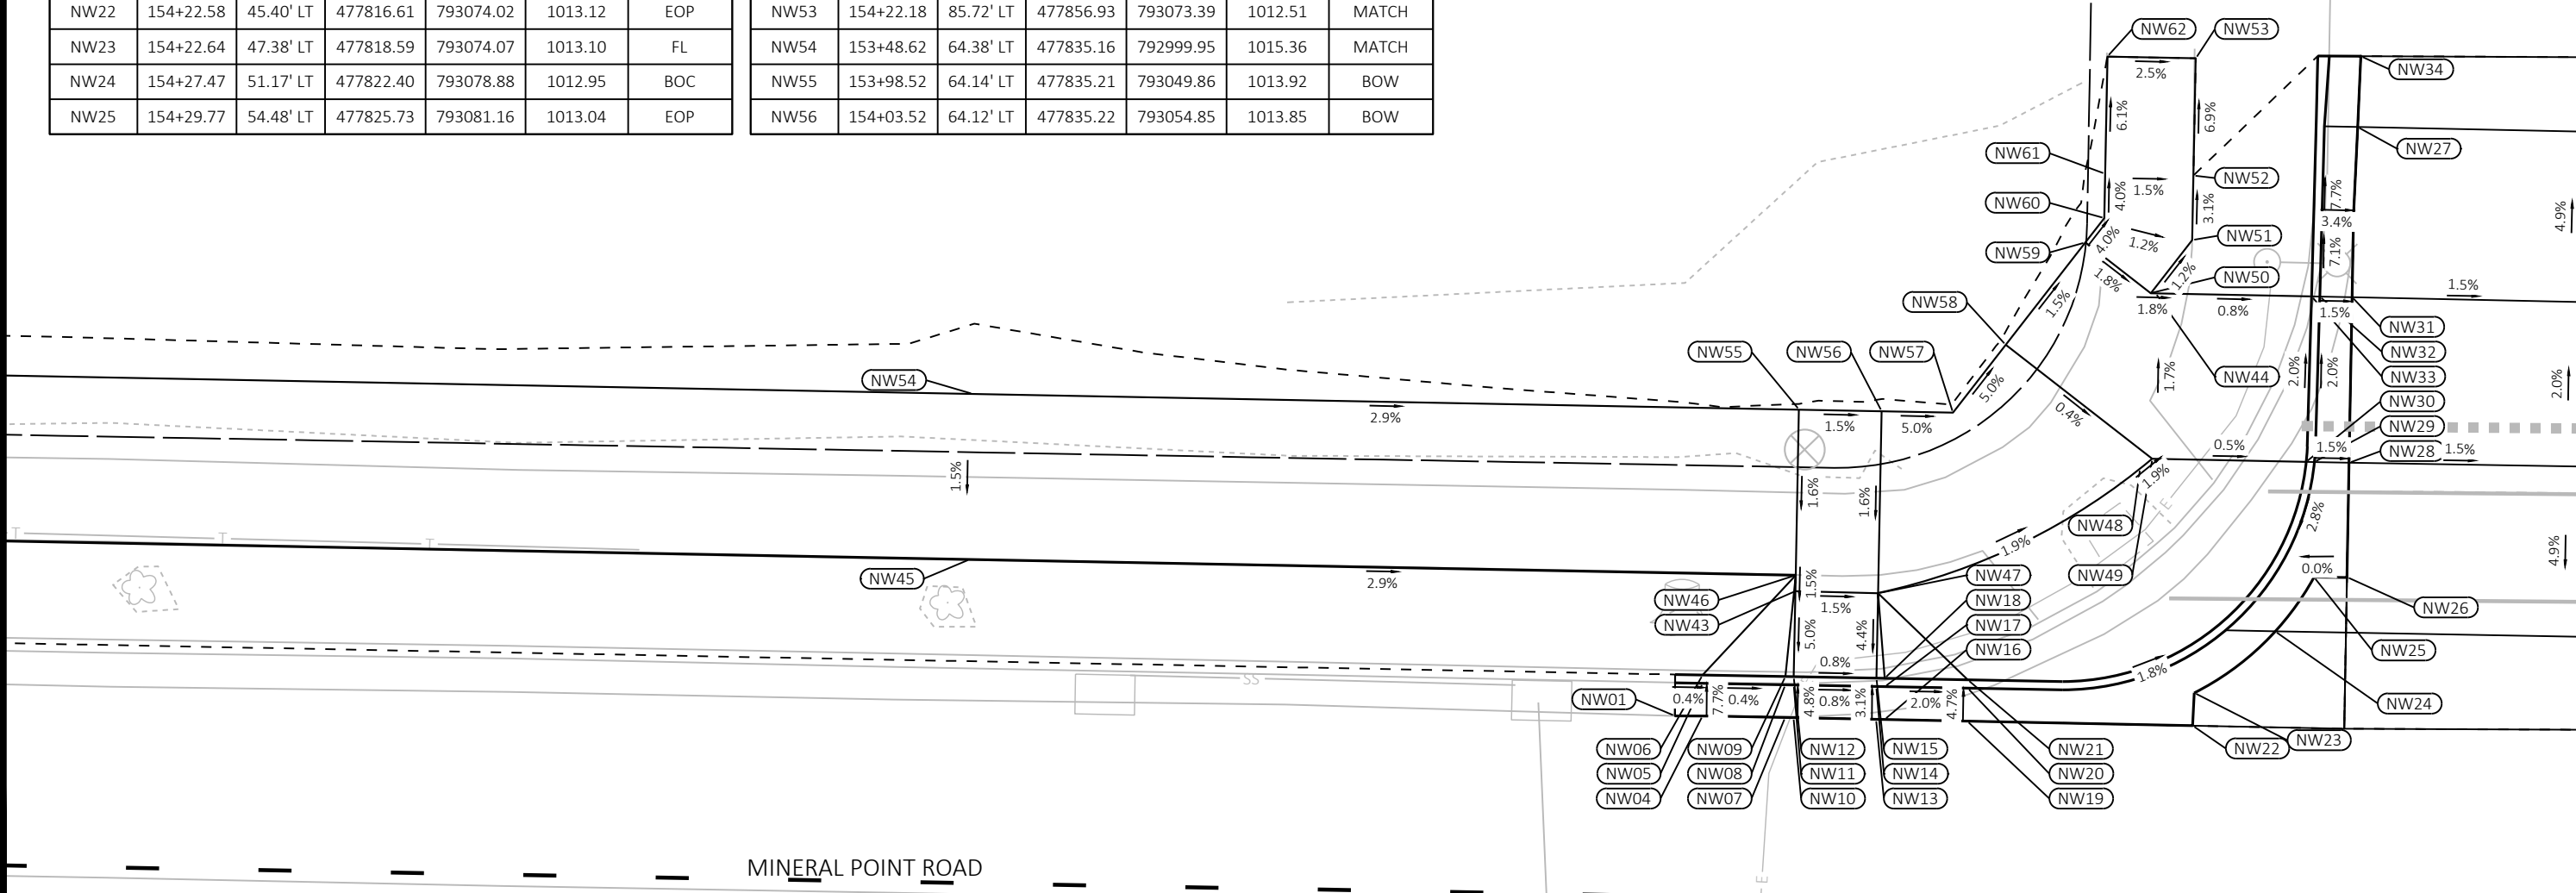 NW22 154+22.58 45.40' LT 477816.61 793074.02 1013.12 EOP
NW23 154+22.64 47.38' LT 477818.59 793074.07 1013.10 FL
NW24 154+27.47 51.17' LT 477822.40 793078.88 1012.95 BOC
NW25 154+29.77 54.48' LT 477825.73 793081.16 1013.04 EOP
NW53 154+22.18 85.72' LT 477856.93 793073.39 1012.51 MATCH
NW54 153+48.62 64.38' LT 477835.16 792999.95 1015.36 MATCH
NW55 153+98.52 64.14' LT 477835.21 793049.86 1013.92 BOW
NW56 154+03.52 64.12' LT 477835.22 793054.85 1013.85 BOW
NW62
NW53
2.5%
NW34
6.1%
6.9%
NW27
NW61
NW52
1.5%
4.0%
3.1%
7.7%
NW60
3.4%
4.9%
NW51
4.0%
1.2%
NW59
7.1%
NW50
1.8%
1.2%
1.5%
NW58
1.5%
1.8%
0.8%
1.5%
NW31
NW55
NW56
NW57
NW32
NW54
5.0%
1.7%
NW44
2.0%
2.0%
NW33
2.0%
NW30
2.9%
1.5%
5.0%
0.4%
NW29
0.5%
1.5%
NW28
1.5%
1.5%
1.6%
1.6%
1.9%
NW48
E
2.8%
T
T
T
1.9%
4.9%
NW45
2.9%
1.5%
NW47
NW49
0.0%
NW46
1.5%
NW18
NW26
NW43
5.0%
4.4%
NW17
NW16
NW25
0.8%
1.8%
SS
NW01
0.4%
7.7%
0.4%
4.8%
0.8%
3.1%
2.0%
4.7%
NW24
NW06
NW09
NW12
NW15
NW21
NW22
NW23
NW05
NW08
NW11
NW14
NW20
NW04
NW07
NW10
NW13
NW19
MINERAL POINT ROAD
E